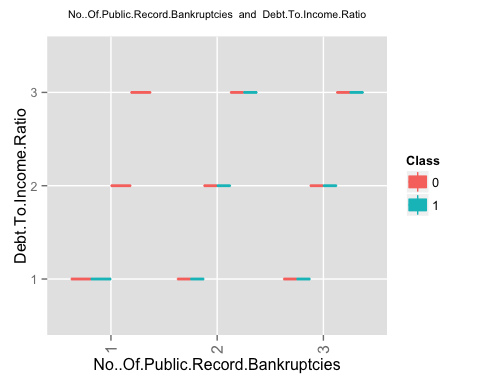 No..Of.Public.Record.Bankruptcies and Debt.To.Income.Ratio
Debt.To.Income.Ratio
3
2
1
1
2
3
No..Of.Public.Record.Bankruptcies
Class
0
1